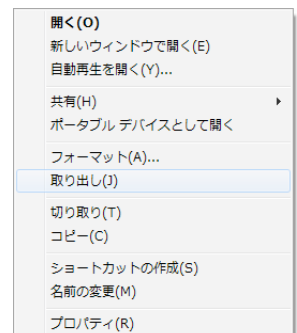 開く(O)
新しいウィンドウで開く(E)
自動再生を開く(Y)...
共有(H)
ポータブル デバイスとして開く
フォーマット(A)...
取り出し(J)
切り取り(T)
コピー(C)
ショートカットの作成(S)
名前の変更(M)
プロパティ(R)